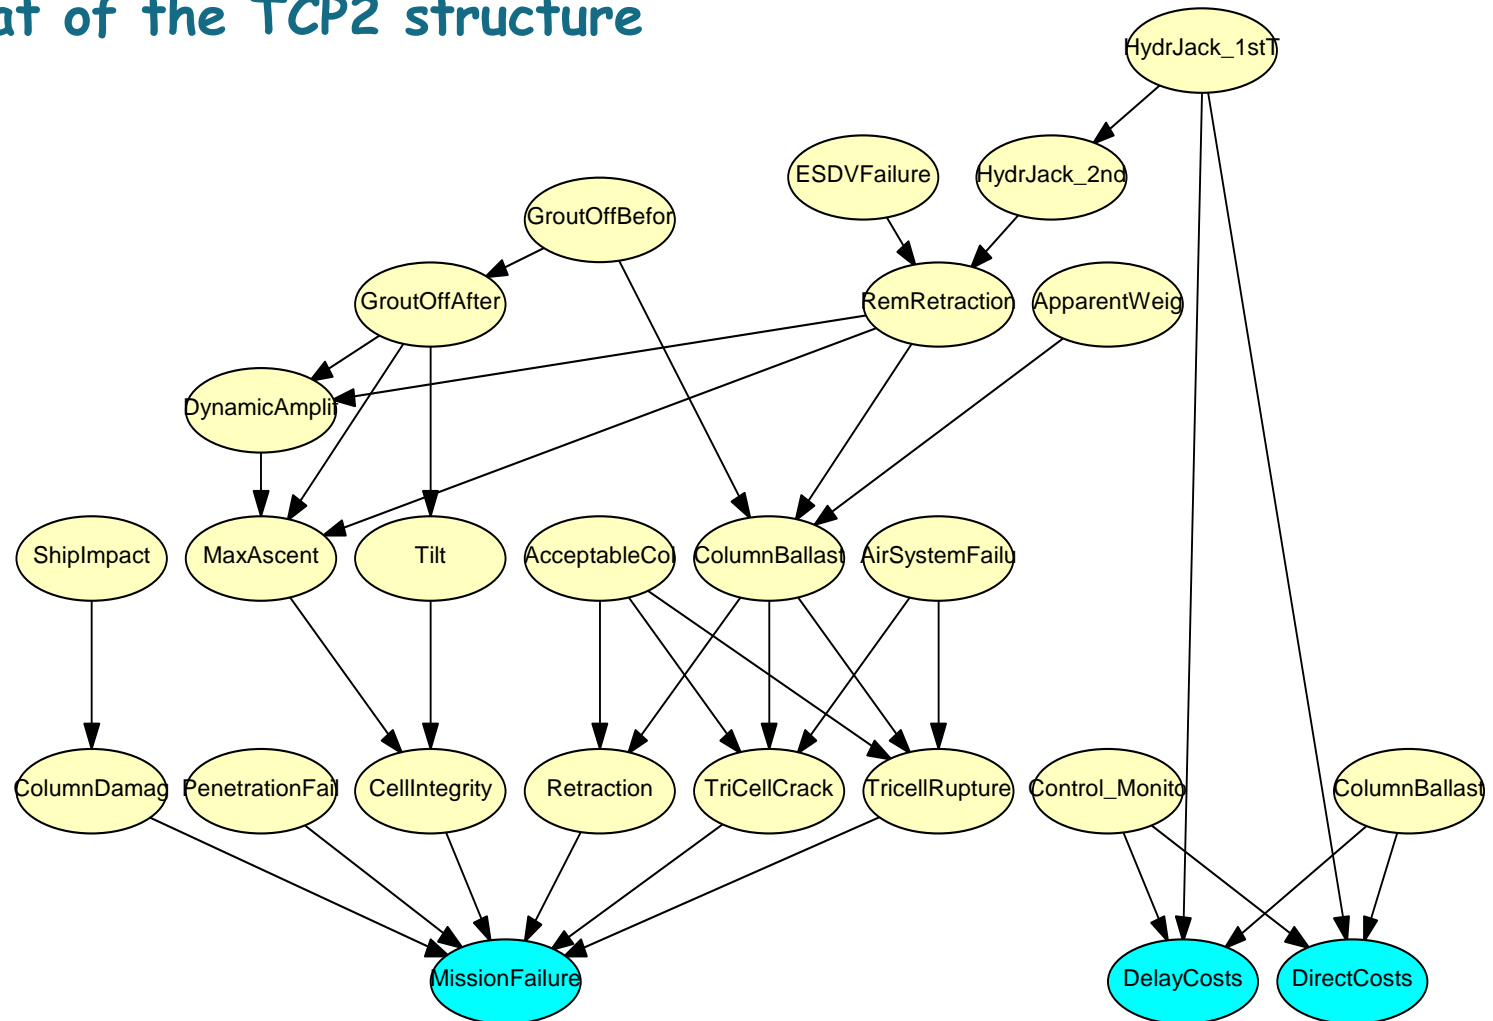 at of the TCP2 structure
HydrJack_1stT
ESDVFailure
HydrJack_2nd
GroutOffBefor
GroutOffAfter
RemRetraction
ApparentWeig
DynamicAmplif
ShipImpact
MaxAscent
Tilt
AcceptableCol
ColumnBallast
AirSystemFailu
ColumnDamag
PenetrationFail
CellIntegrity
Retraction
TriCellCrack
TricellRupture
Control_Monito
ColumnBallast
MissionFailure
DelayCosts
DirectCosts